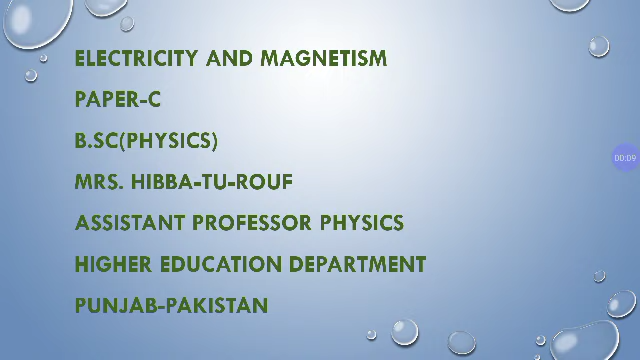 ELECTRICITY AND MAGNETISM
PAPER-C
B.SC(PHYSICS)
MRS. HIBBA-TU-ROUF
00:09
ASSISTANT PROFESSOR PHYSICS
HIGHER EDUCATION DEPARTMENT
PUNJAB-PAKISTAN